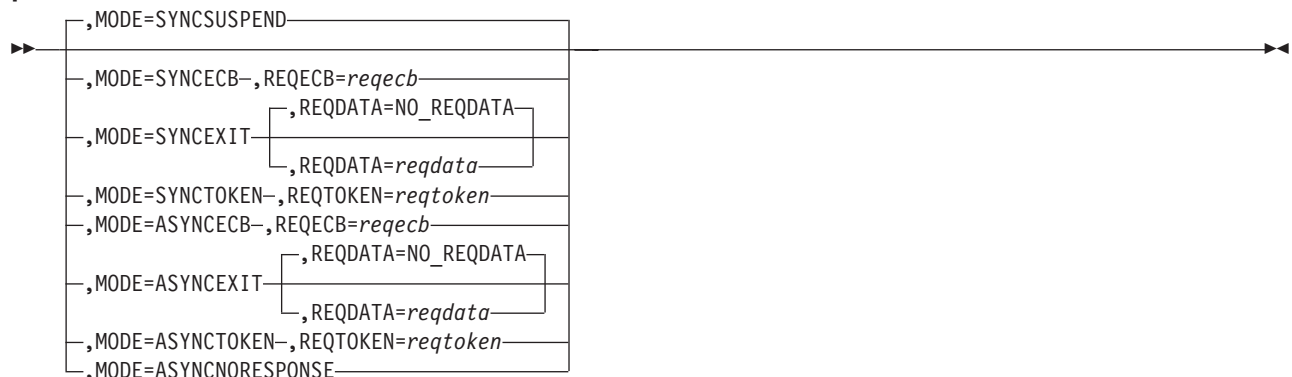 ,MODE=SYNCSUSPEND
,MODE=SYNCECB ,REQECB=reqecb
,REQDATA=NO_REQDATA
,MODE=SYNCEXIT
,REQDATA=reqdata
,MODE=SYNCTOKEN ,REQTOKEN=reqtoken
,MODE=ASYNCECB ,REQECB=reqecb
,REQDATA=NO_REQDATA
,MODE=ASYNCEXIT
,REQDATA=reqdata
,MODE=ASYNCTOKEN ,REQTOKEN=reqtoken
,MODE=ASYNCNORESPONSE